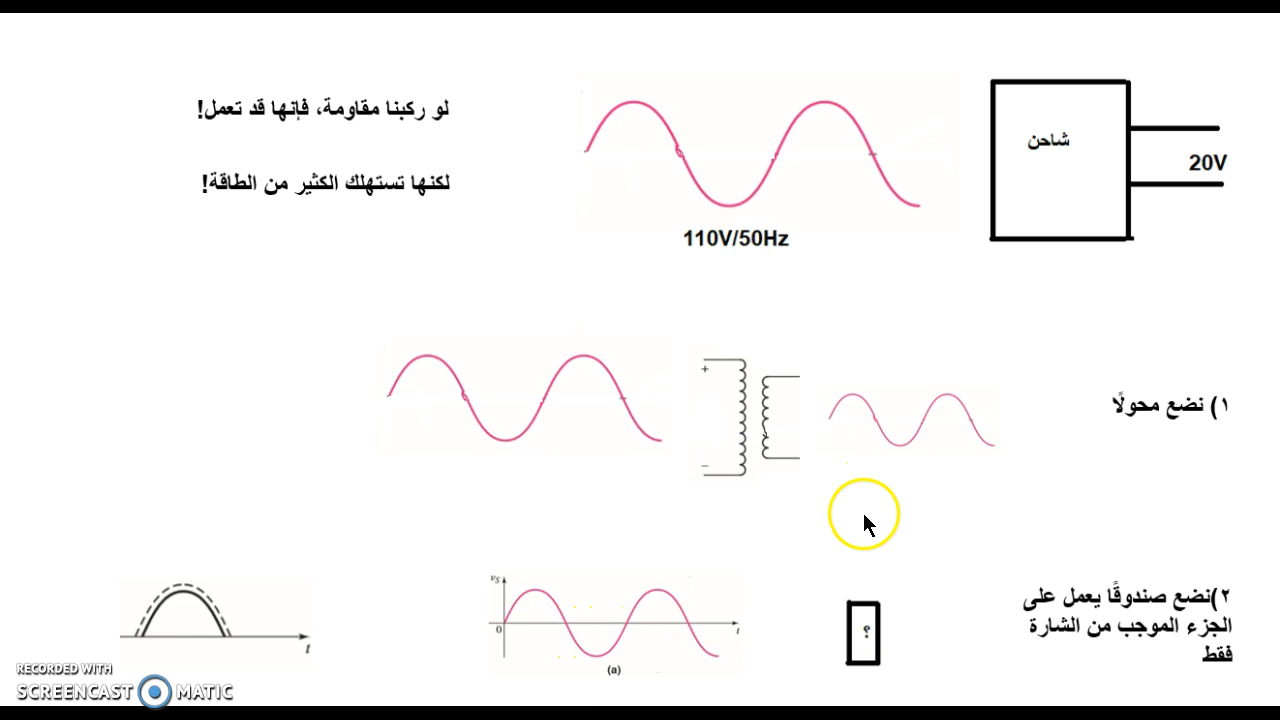 لو ركبنا مقاومة، فإنها قد تعمل!
شاحن
20V
لكنها تستهلك الكثير من الطاقة!
110V/50Hz
+
−
١) نضع محولًا
٢)نضع صندوقًا يعمل على
الجزء الموجب من الشارة
فقط
؟
vS
0
t
(a)
t
RECORDED WITH
SCREENCAST MATIC